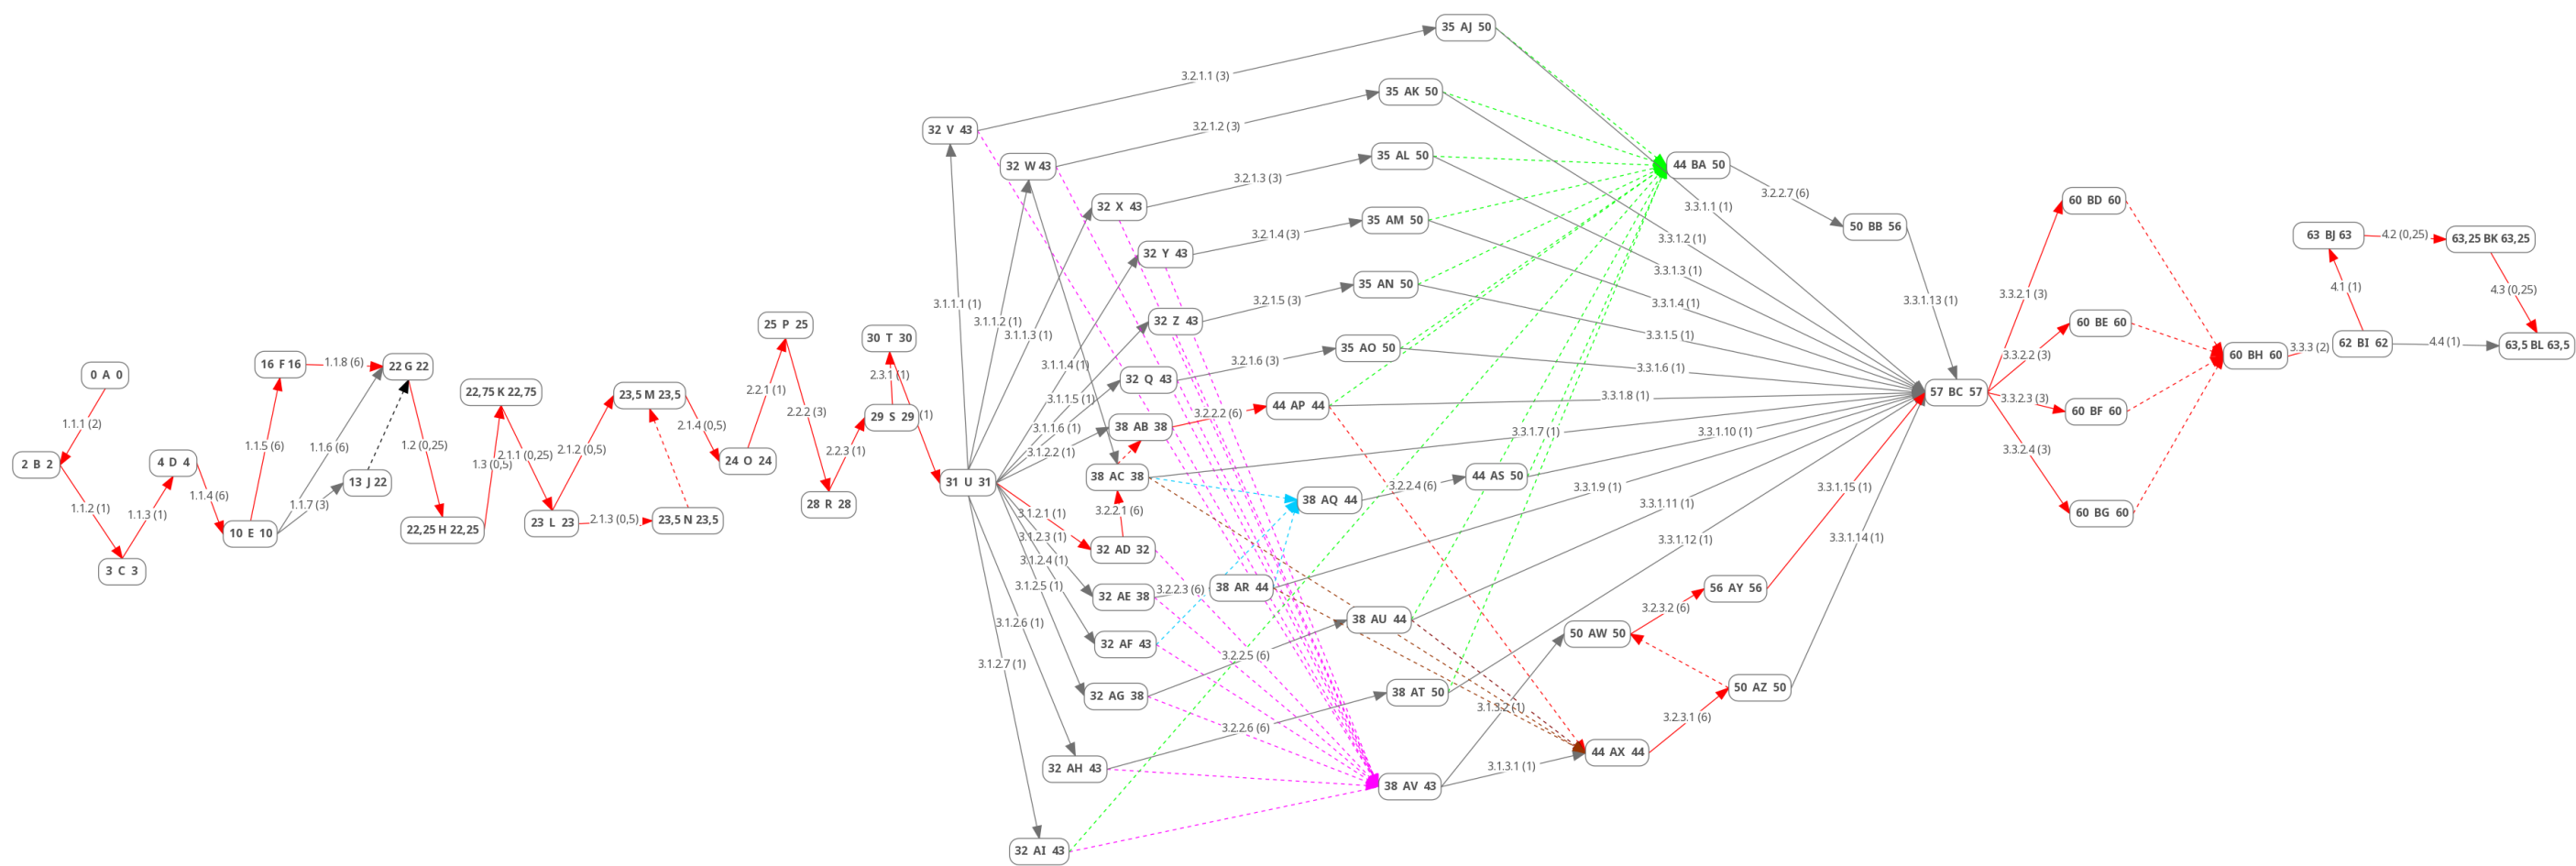 0 A 0
1.1.1 (2)
2 B 2
1.1.2 (1)
3 C 3
1.1.3 (1)
4 D 4
1.1.4 (6)
10 E 10
1.1.5 (6)
16 F 16
1.1.8 (6)
1.1.6 (6)
1.1.7 (3)
13 J 22
22 G 22
1.2 (0,25)
22,25 H 22,25
1.3 (0,5)
22,75 K 22,75
2.1.1 (0,25)
23 L 23
2.1.2 (0,5)
2.1.3 (0,5)
23,5 M 23,5
23,5 N 23,5
2.1.4 (0,5)
24 O 24
2.2.1 (1)
25 P 25
2.2.2 (3)
28 R 28
2.2.3 (1)
29 S 29
2.3.1 (1)
30 T 30
(1)
31 U 31
3.1.1.1 (1)
3.1.1.2 (1)
3.1.1.3 (1)
3.1.1.4 (1)
3.1.1.5 (1)
3.1.1.6 (1)
3.1.2.2 (1)
3.1.2.1 (1)
3.1.2.3 (1)
3.1.2.4 (1)
3.1.2.5 (1)
3.1.2.6 (1)
3.1.2.7 (1)
32 V 43
32 W 43
32 X 43
32 Y 43
32 Z 43
32 Q 43
38 AB 38
38 AC 38
3.2.2.1 (6)
32 AD 32
32 AE 38
32 AF 43
32 AG 38
32 AH 43
32 AI 43
3.2.1.1 (3)
3.2.1.2 (3)
3.2.1.3 (3)
3.2.1.4 (3)
3.2.1.5 (3)
3.2.1.6 (3)
3.2.2.2 (6)
3.2.2.3 (6)
3.2.2.5 (6)
3.2.2.6 (6)
35 AJ 50
35 AK 50
35 AL 50
35 AM 50
35 AN 50
35 AO 50
44 AP 44
38 AQ 44
3.2.2.4 (6)
44 AS 50
38 AR 44
38 AU 44
38 AT 50
38 AV 43
3.1.3.2 (1)
3.1.3.1 (1)
44 BA 50
3.2.2.7 (6)
50 BB 56
3.3.1.1 (1)
3.3.1.2 (1)
3.3.1.3 (1)
3.3.1.4 (1)
3.3.1.5 (1)
3.3.1.6 (1)
3.3.1.8 (1)
3.3.1.7 (1)
3.3.1.10 (1)
3.3.1.9 (1)
3.3.1.11 (1)
3.3.1.12 (1)
3.3.1.13 (1)
3.3.1.15 (1)
3.3.1.14 (1)
50 AW 50
3.2.3.2 (6)
56 AY 56
44 AX 44
3.2.3.1 (6)
50 AZ 50
57 BC 57
3.3.2.1 (3)
3.3.2.2 (3)
3.3.2.3 (3)
3.3.2.4 (3)
60 BD 60
60 BE 60
60 BF 60
60 BG 60
60 BH 60
3.3.3 (2)
62 BI 62
4.1 (1)
63 BJ 63
4.2 (0,25)
63,25 BK 63,25
4.3 (0,25)
4.4 (1)
63,5 BL 63,5